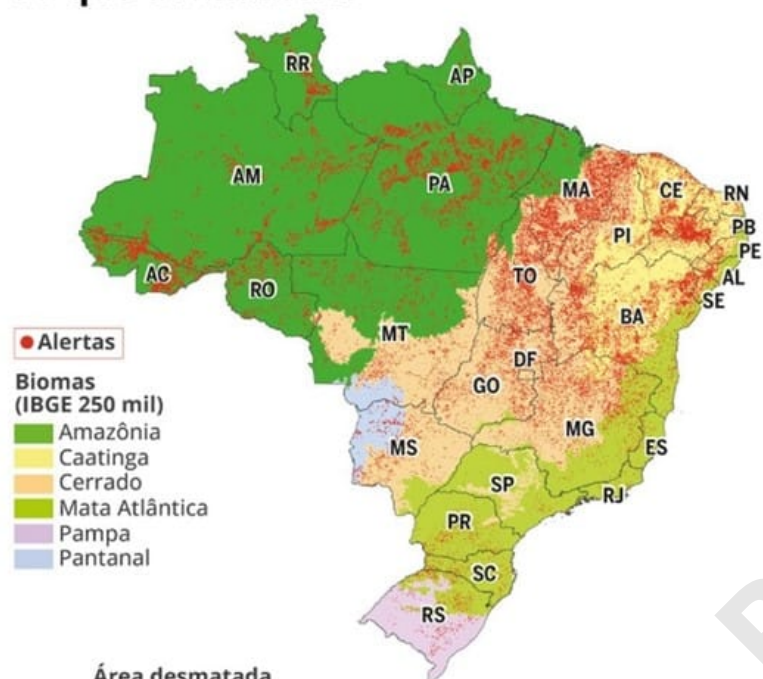 RR
AP
AM
PA
MA
CE
RN
PB
PI
PE
AC
TO
AL
RO
SE
BA
MT
Alertas
DF
Biomas
GO
(IBGE 250 mil)
Amazônia
MG
Caatinga
MS
ES
Cerrado
SP
RJ
Mata Atlântica
PR
Pampa
Pantanal
SC
RS
Área desmatada